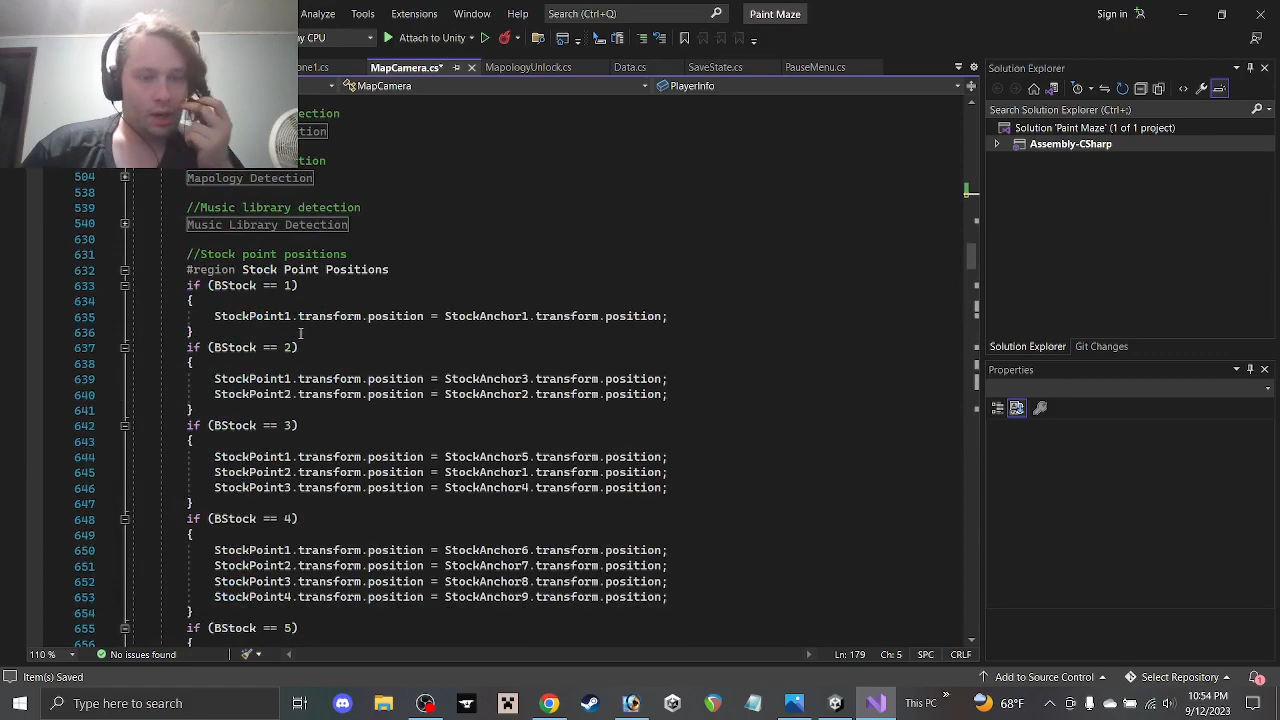 Analyze Tools Extensions Window Help Search (Ctrl+Q) Paint Maze Sign in
CPU Attach to Unity
MapCamera.cs* MapologyUnlock.cs Data.cs SaveState.cs PauseMenu.cs
MapCamera PlayerInfo
504 Mapology Detection
538
539 //Music library detection
540 Music Library Detection
630
631 //Stock point positions
632 #region Stock Point Positions
633 if (BStock == 1)
634 {
635 StockPoint1.transform.position = StockAnchor1.transform.position;
636 }
637 if (BStock == 2)
638 {
639 StockPoint1.transform.position = StockAnchor3.transform.position;
640 StockPoint2.transform.position = StockAnchor2.transform.position;
641 }
642 if (BStock == 3)
643 {
644 StockPoint1.transform.position = StockAnchor5.transform.position;
645 StockPoint2.transform.position = StockAnchor1.transform.position;
646 StockPoint3.transform.position = StockAnchor4.transform.position;
647 }
648 if (BStock == 4)
649 {
650 StockPoint1.transform.position = StockAnchor6.transform.position;
651 StockPoint2.transform.position = StockAnchor7.transform.position;
652 StockPoint3.transform.position = StockAnchor8.transform.position;
653 StockPoint4.transform.position = StockAnchor9.transform.position;
654 }
655 if (BStock == 5)
656 {
110 % No issues found Ln: 179 Ch: 5 SPC CRLF
Solution Explorer
Search Solution Explorer (Ctrl+;)
Solution 'Paint Maze' (1 of 1 project)
Assembly-CSharp
Solution Explorer Git Changes
Properties
Item(s) Saved Add to Source Control Select Repository 1
Type here to search This PC » 68°F 10:54 PM
9/12/2023